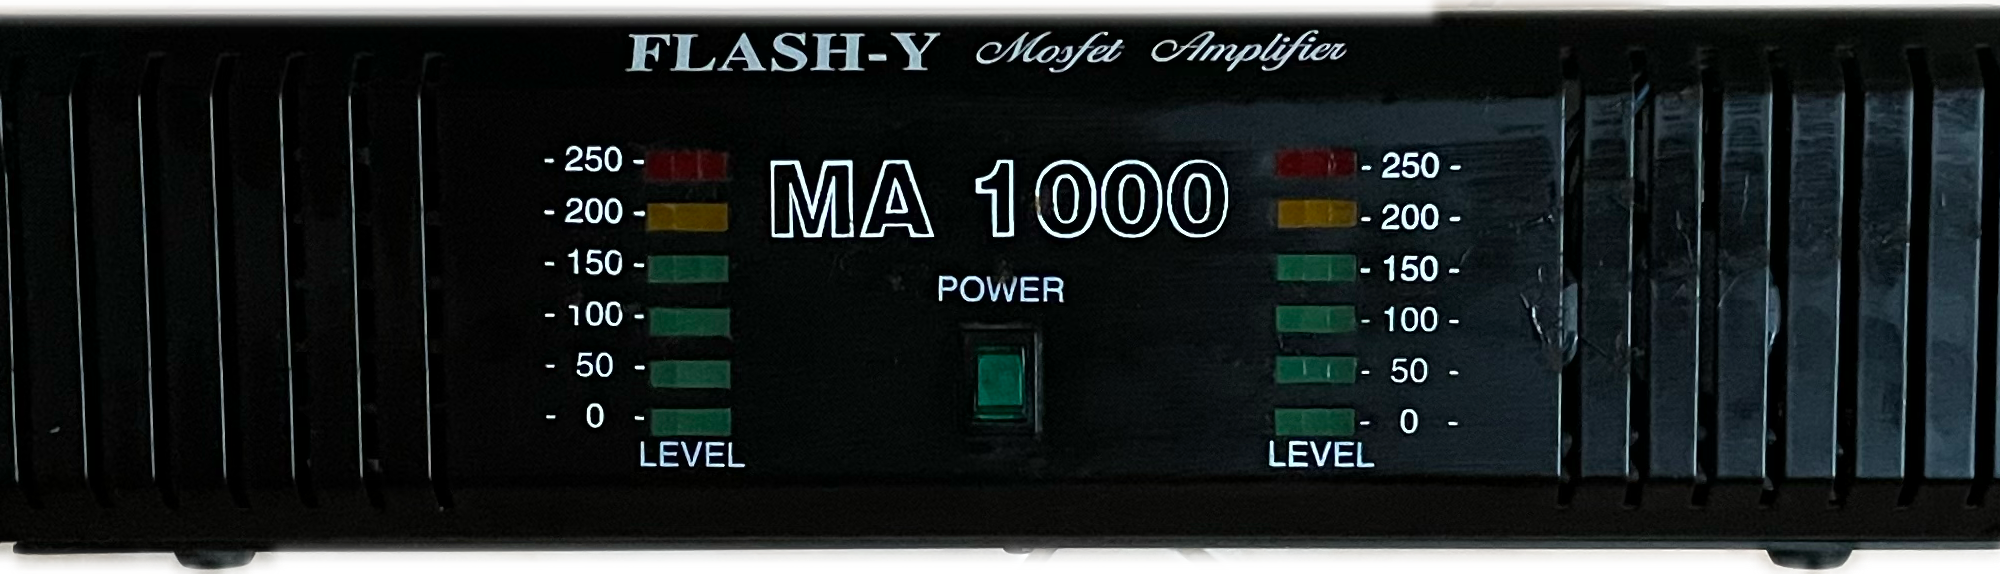 FLASH-Y Mosfet Amplifier
- 250 - MA 1000 - 250 -
- 200 - - 200 -
- 150 - - 150 -
POWER
- 100 - - 100 -
- 50 - - 50 -
- 0 - - 0 -
LEVEL LEVEL